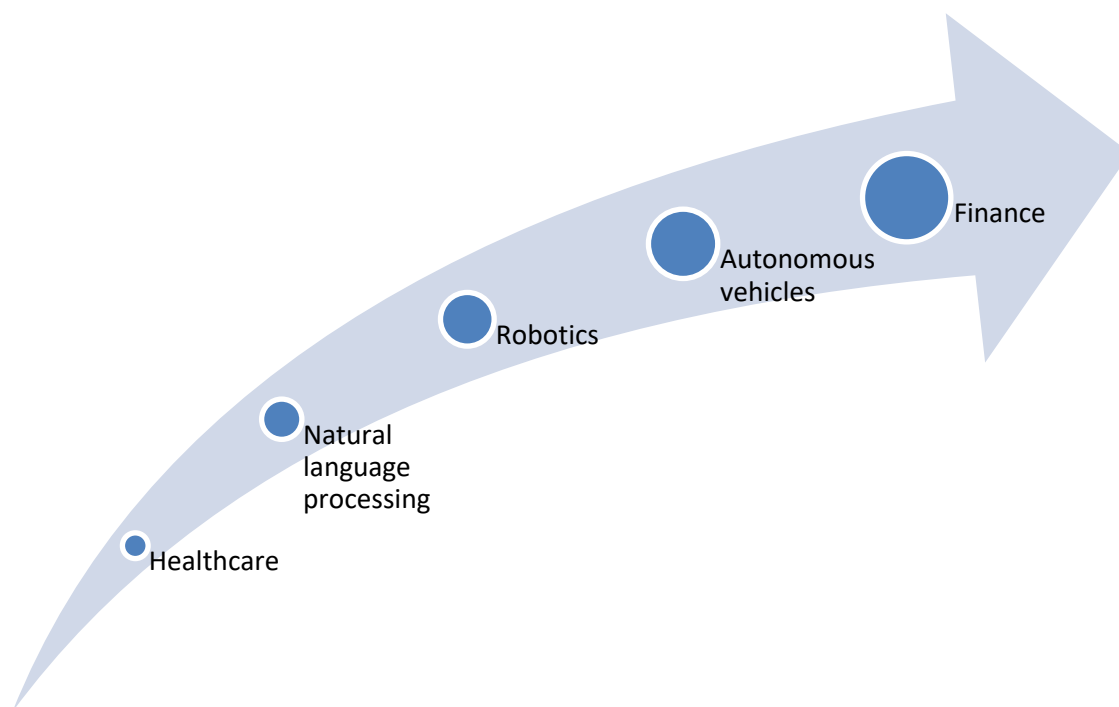 Finance
Autonomous
vehicles
Robotics
Natural
language
processing
Healthcare